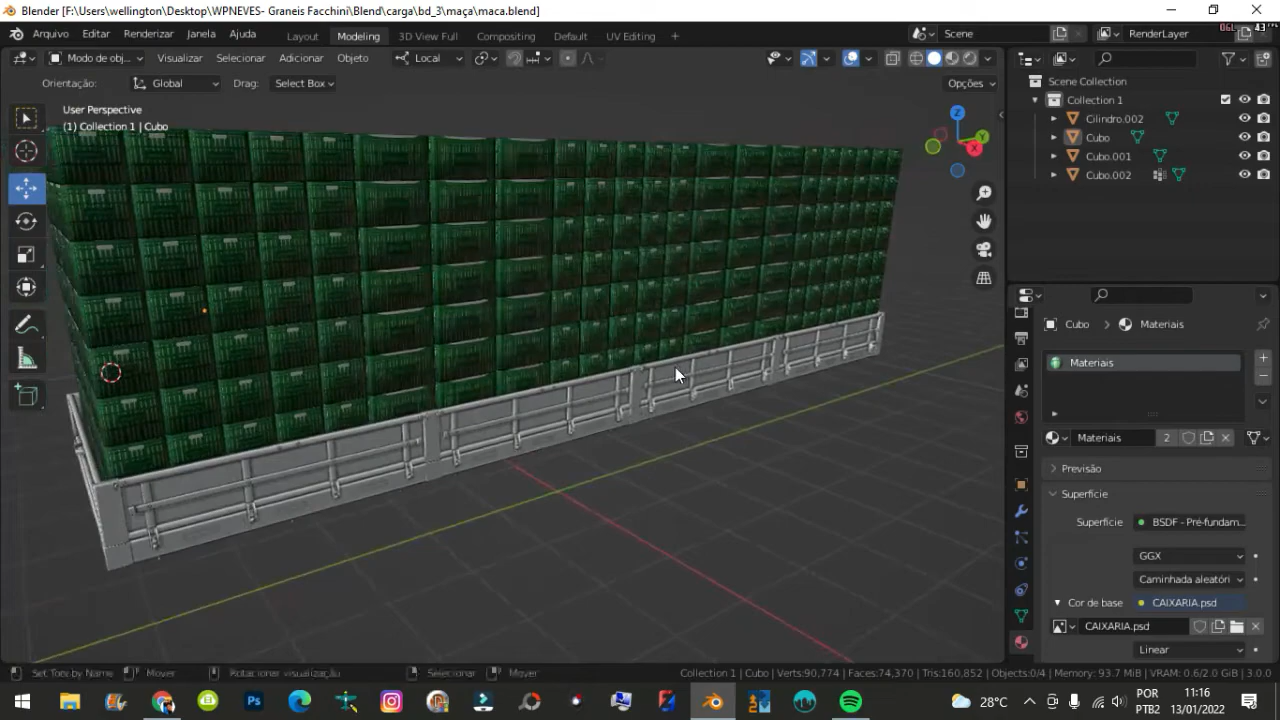 Blender [F:\Users\wellington\Desktop\WPNEVES- Graneis Facchini\Blend\carga\bd_3\maça\maca.blend]
Arquivo Editar Renderizar Janela Ajuda Layout Modeling 3D View Full Compositing Default UV Editing + Scene RenderLayer
Modo de obj... Visualizar Selecionar Adicionar Objeto Local
Orientação: Global Drag: Select Box Opções
User Perspective
(1) Collection 1 | Cubo
Z
Y
X
Scene Collection
Collection 1
Cilindro.002
Cubo
Cubo.001
Cubo.002
Cubo Materiais
Materiais
Materiais 2
Previsão
Superfície
Superfície BSDF - Pré-fundam...
GGX
Caminhada aleatóri
Cor de base CAIXARIA.psd
CAIXARIA.psd
Linear
Mover Rotacionar visualização Selecionar Mover Collection 1 | Cubo | Verts:90,774 | Faces:74,370 | Tris:160,852 | Objects:0/4 | Memory: 93.7 MiB | VRAM: 0.6/2.0 GiB | 3.0.0
28°C POR 11:16
PTB2 13/01/2022